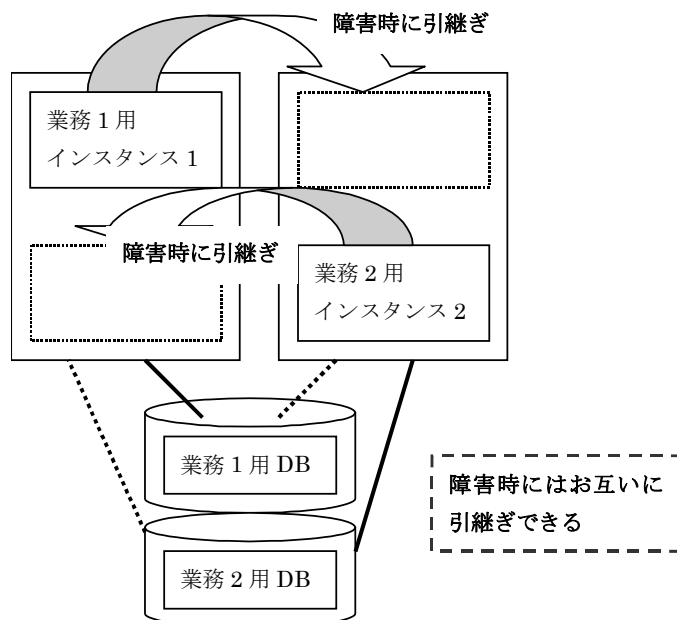 障害時に引継ぎ
業務 1 用
インスタンス 1
障害時に引継ぎ
業務 2 用
インスタンス 2
業務 1 用 DB
障害時にはお互いに
引継ぎできる
業務 2 用 DB